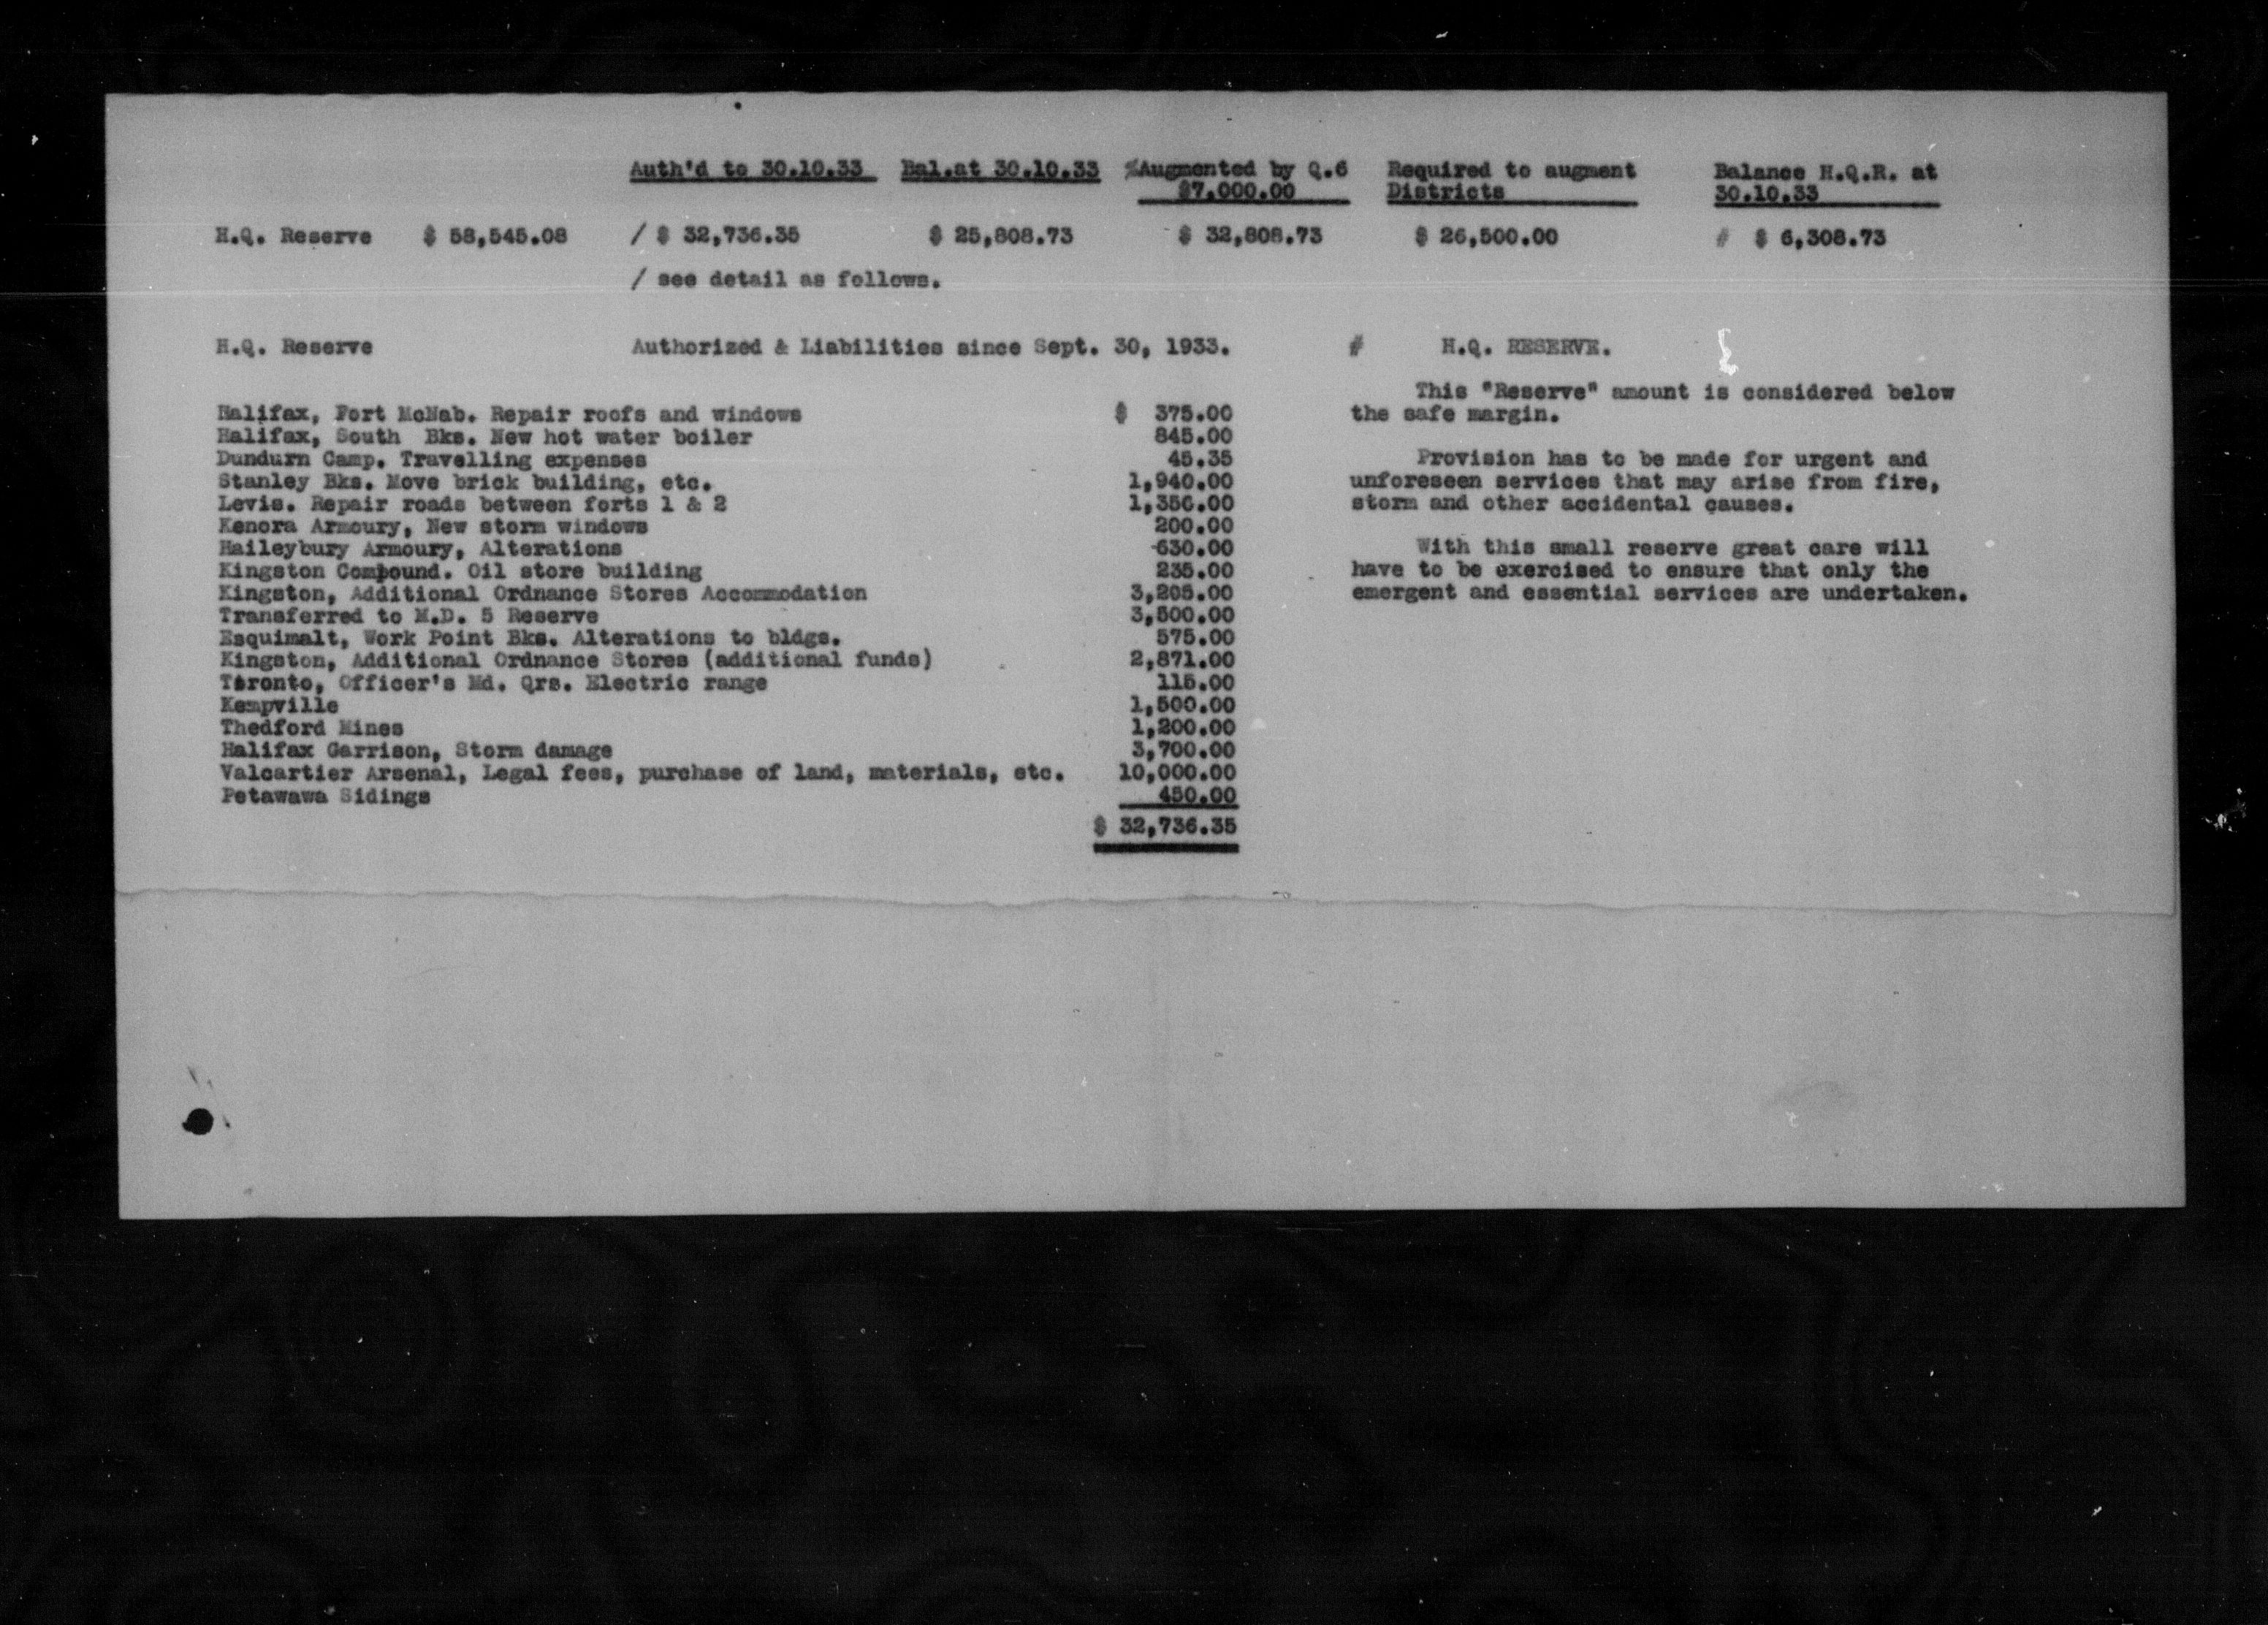 Auth'd to 30.10.33 Bal.at 30.10.33 %Augmented by Q.6 Required to augment Balance H.Q.R. at
$7,000.00 Districts 30.10.33
H.Q. Reserve $ 58,545.08 / $ 32,736.35 $ 25,808.73 $ 32,808.73 $ 26,500.00 # $ 6,308.73
/ see detail as follows.
H.Q. Reserve Authorized & Liabilities since Sept. 30, 1933.
Halifax, Fort McNab. Repair roofs and windows $ 375.00
Halifax, South Bks. New hot water boiler 845.00
Dundurn Camp. Travelling expenses 45.35
Stanley Bks. Move brick building, etc. 1,940.00
Levis. Repair roads between forts 1 & 2 1,350.00
Kenora Armoury, New storm windows 200.00
Haileybury Armoury, Alterations 630.00
Kingston Compound. Oil store building 235.00
Kingston, Additional Ordnance Stores Accommodation 3,205.00
Transferred to M.D. 5 Reserve 3,500.00
Esquimalt, Work Point Bks. Alterations to bldgs. 575.00
Kingston, Additional Ordnance Stores (additional funds) 2,871.00
Toronto, Officer's Md. Qrs. Electric range 115.00
Kempville 1,500.00
Thedford Mines 1,200.00
Halifax Garrison, Storm damage 3,700.00
Valcartier Arsenal, Legal fees, purchase of land, materials, etc. 10,000.00
Petawawa Sidings 450.00
$ 32,736.35
# H.Q. RESERVE.
This "Reserve" amount is considered below
the safe margin.
Provision has to be made for urgent and
unforeseen services that may arise from fire,
storm and other accidental causes.
With this small reserve great care will
have to be exercised to ensure that only the
emergent and essential services are undertaken.